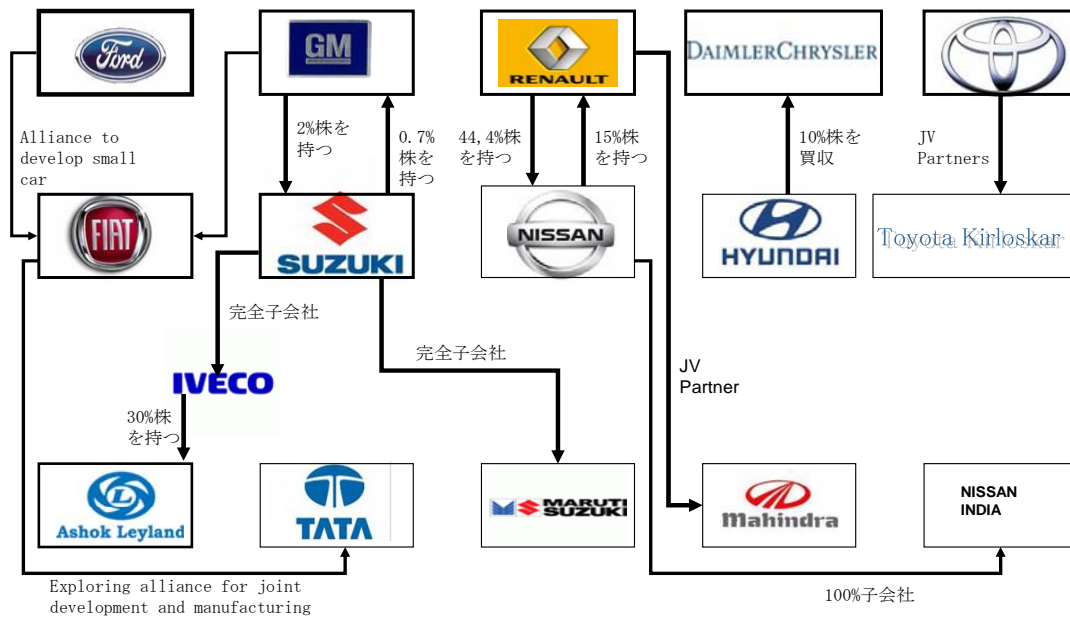 Ford
GM
RENAULT
DAIMLERCHRYSLER
Alliance to
develop small
car
2%株を
持つ
0.7%
株を
持つ
44,4%株
を持つ
15%株
を持つ
10%株を
買収
JV
Partners
FIAT
SUZUKI
NISSAN
HYUNDAI
Toyota Kirloskar
完全子会社
完全子会社
IVECO
JV
Partner
30%株
を持つ
L
Ashok Leyland
TATA
MARUTI
SUZUKI
Mahindra
NISSAN
INDIA
Exploring alliance for joint
development and manufacturing
100%子会社